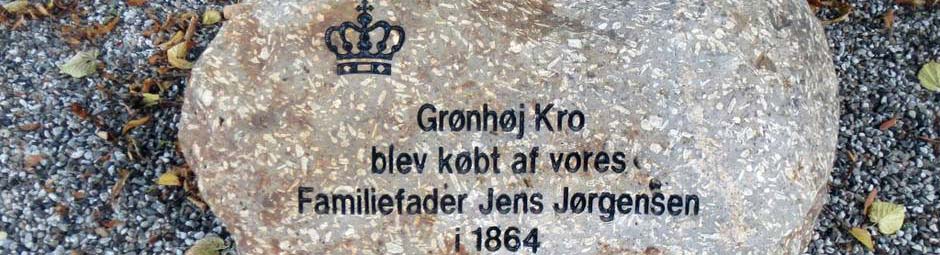 Grønhøj Kro
blev købt af vores
Familiefader Jens Jørgensen
i 1864